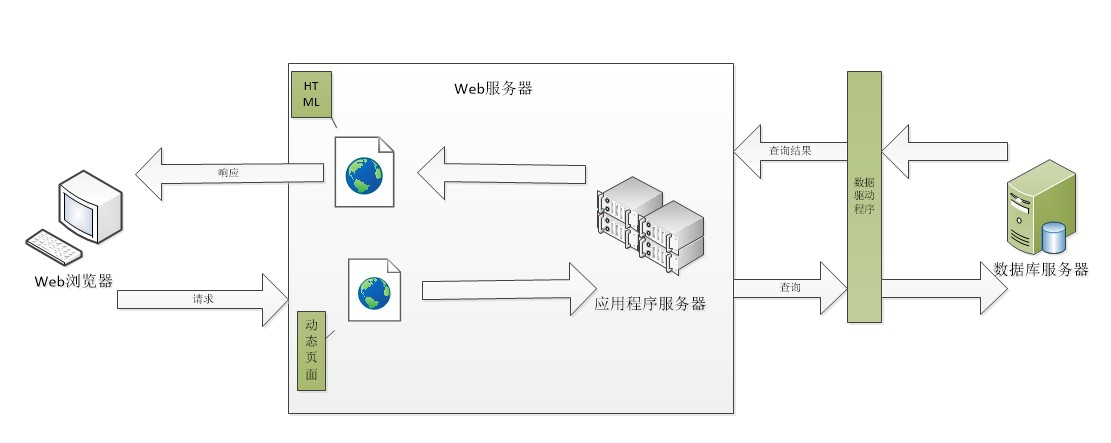 Web服务器
HT
ML
响应
查询结果
数据
驱动
程序
Web浏览器
请求
应用程序服务器
查询
数据库服务器
动
态
页
面